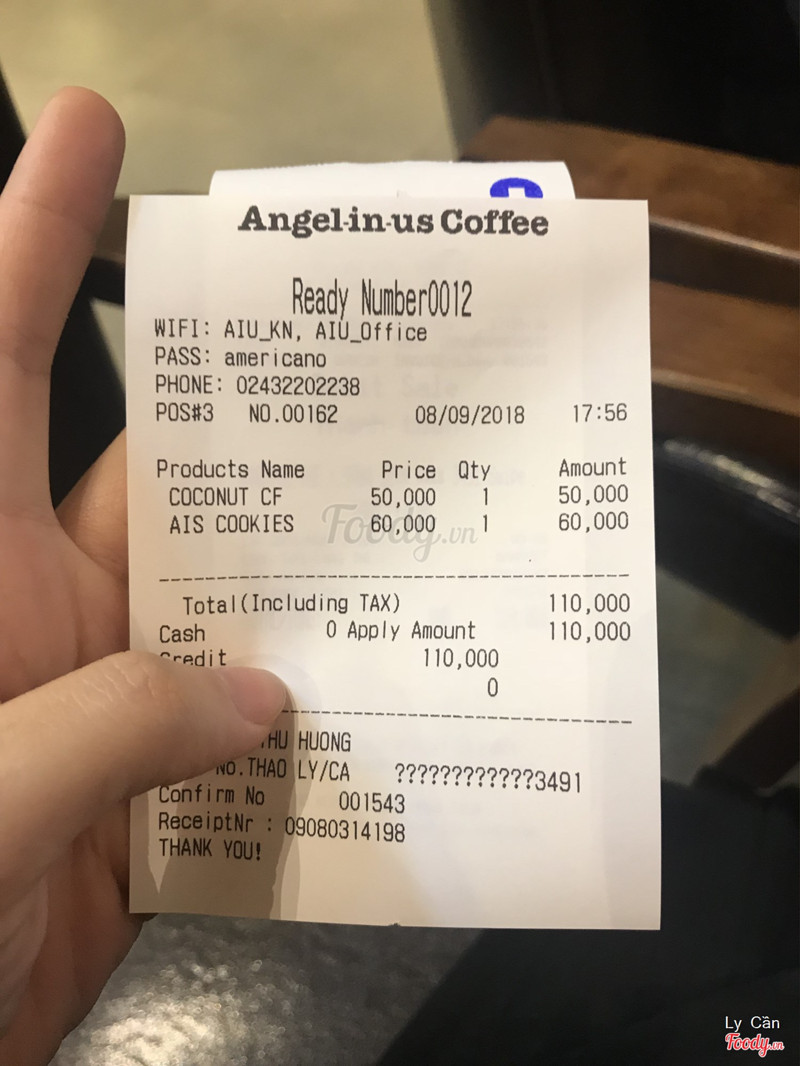 Angel-in-us Coffee
Ready Number0012
WIFI: AIU_KN, AIU_Office
PASS: americano
PHONE: 02432202238
POS#3 NO.00162 08/09/2018 17:56
Products Name Price Qty Amount
COCONUT CF 50,000 1 50,000
AIS COOKIES 60,000 1 60,000
Foody.vn
Total(Including TAX) 110,000
Cash 0 Apply Amount 110,000
Credit 110,000
0
THU HUONG
No.THAO LY/CA ????????????3491
Confirm No 001543
ReceiptNr : 09080314198
THANK YOU!
Ly Cần
Foody.vn